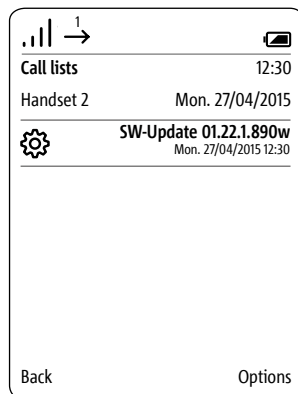 1
Call lists 12:30
Handset 2 Mon. 27/04/2015
SW-Update 01.22.1.890w
Mon. 27/04/2015 12:30
Back Options